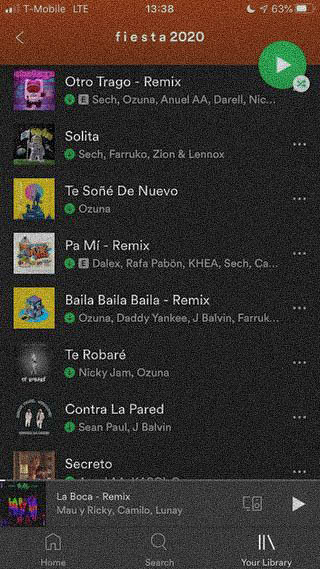 T-Mobile LTE 13:38 63%
fiesta2020
Otro Trago - Remix
E Sech, Ozuna, Anuel AA, Darell, Nic...
Solita
Sech, Farruko, Zion & Lennox
Te Soñé De Nuevo
Ozuna
Pa Mí - Remix
E Dalex, Rafa Pabön, KHEA, Sech, Ca...
Baila Baila Baila - Remix
Ozuna, Daddy Yankee, J Balvin, Farruk...
Te Robaré
Nicky Jam, Ozuna
Contra La Pared
Sean Paul, J Balvin
Secreto
La Boca - Remix
Mau y Ricky, Camilo, Lunay
Home Search Your Library